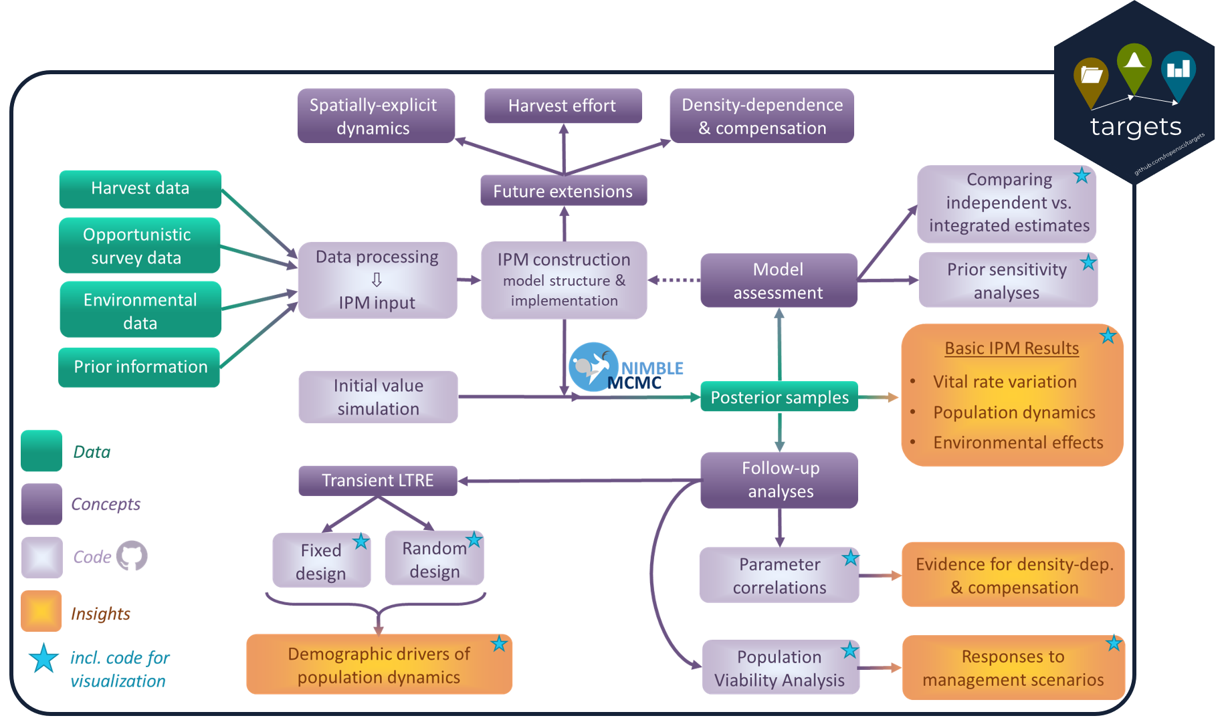 targets
github.com/ropensci/targets
Spatially-explicit
dynamics
Harvest effort
Density-dependence
& compensation
Future extensions
Harvest data
Opportunistic
survey data
Environmental
data
Prior information
Data processing
⇩
IPM input
IPM construction
model structure &
implementation
Model
assessment
Comparing
independent vs.
integrated estimates
Prior sensitivity
analyses
Initial value
simulation
NIMBLE
MCMC
Posterior samples
Basic IPM Results
• Vital rate variation
• Population dynamics
• Environmental effects
Follow-up
analyses
Transient LTRE
Fixed
design
Random
design
Demographic drivers of
population dynamics
Parameter
correlations
Evidence for density-dep.
& compensation
Population
Viability Analysis
Responses to
management scenarios
Data
Concepts
Code
Insights
incl. code for
visualization